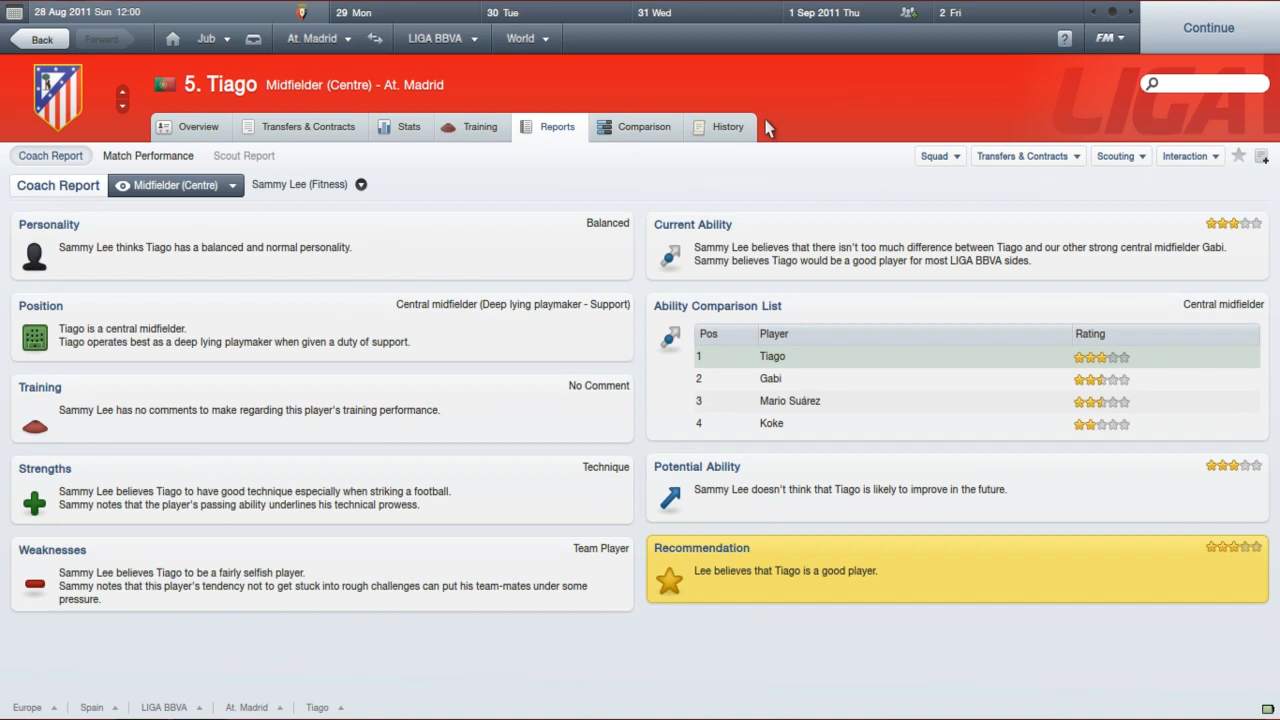 28 Aug 2011 Sun 12:00
29 Mon
30 Tue
31 Wed
1 Sep 2011 Thu
2 Fri
Continue
Back
Forward
Job
At. Madrid
LIGA BBVA
World
?
FM
5. Tiago Midfielder (Centre) - At. Madrid
LIGA
Overview
Transfers & Contracts
Stats
Training
Reports
Comparison
History
Coach Report
Match Performance
Scout Report
Squad
Transfers & Contracts
Scouting
Interaction
Coach Report
Midfielder (Centre)
Sammy Lee (Fitness)
Personality
Balanced
Sammy Lee thinks Tiago has a balanced and normal personality.
Position
Central midfielder (Deep lying playmaker - Support)
Tiago is a central midfielder.
Tiago operates best as a deep lying playmaker when given a duty of support.
Training
No Comment
Sammy Lee has no comments to make regarding this player's training performance.
Strengths
Technique
Sammy Lee believes Tiago to have good technique especially when striking a football.
Sammy notes that the player's passing ability underlines his technical prowess.
Weaknesses
Team Player
Sammy Lee believes Tiago to be a fairly selfish player.
Sammy notes that this player's tendency not to get stuck into rough challenges can put his team-mates under some
pressure.
Current Ability
Sammy Lee believes that there isn't too much difference between Tiago and our other strong central midfielder Gabi.
Sammy believes Tiago would be a good player for most LIGA BBVA sides.
Ability Comparison List
Central midfielder
Pos Player Rating
1 Tiago
2 Gabi
3 Mario Suárez
4 Koke
Potential Ability
Sammy Lee doesn't think that Tiago is likely to improve in the future.
Recommendation
Lee believes that Tiago is a good player.
Europe
Spain
LIGA BBVA
At. Madrid
Tiago